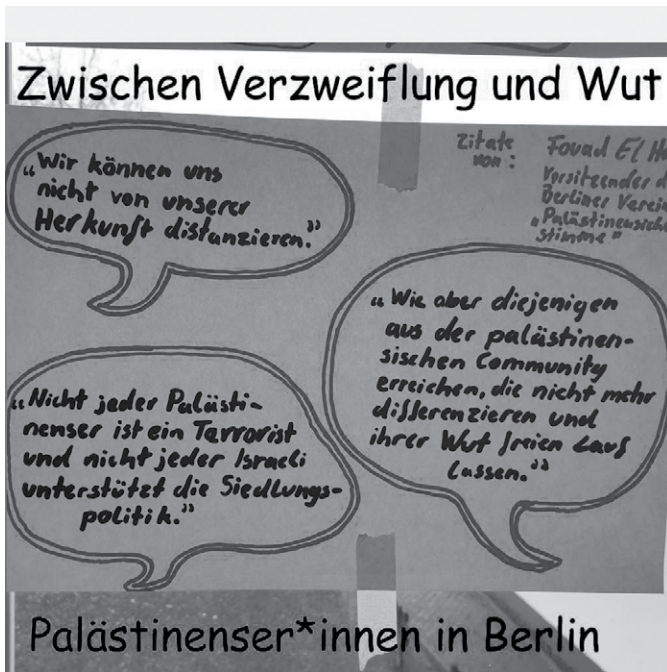 Zwischen Verzweiflung und Wut
„Wir können uns
nicht von unserer
Herkunft distanzieren.“
Zitate
von:
Fouad El
Vorsitzender
Berliner
„Palästinensische
Stimme“
„Wie aber diejenigen
aus der palästinen-
sischen Community
erreichen, die nicht mehr
differenzieren und
ihrer Wut freien Lauf
lassen.“
„Nicht jeder Palästi-
nenser ist ein Terrorist
und nicht jeder Israeli
unterstützt die Siedlungs-
politik.“
Palästinenser*innen in Berlin